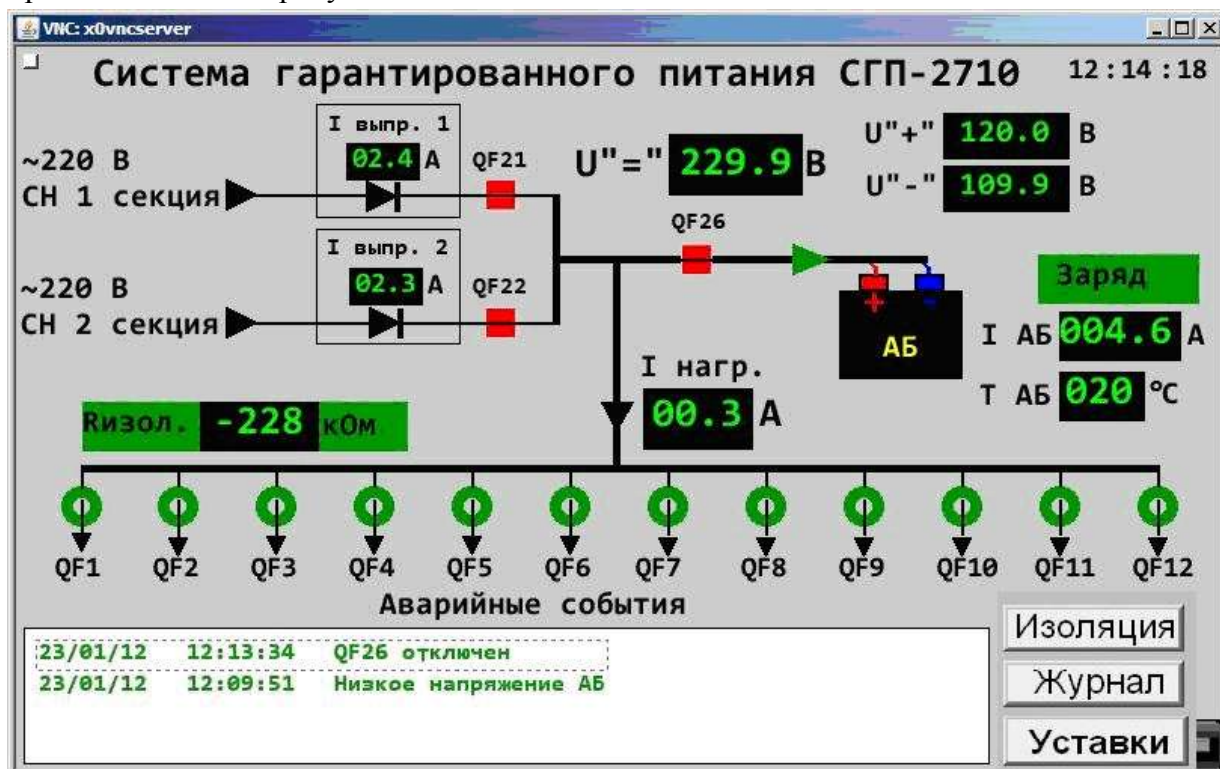 VNC: x0vncserver
Система гарантированного питания СГП-2710 12:14:18
I выпр. 1
02.4 А
QF21
~220 В
СН 1 секция
U"=" 229.9 В
U"+" 120.0 В
U"-" 109.9 В
QF26
I выпр. 2
02.3 А
QF22
~220 В
СН 2 секция
Заряд
+ -
АБ
I АБ 004.6 А
T АБ 020 °C
I нагр.
00.3 А
Rизол. -228 кОм
QF1 QF2 QF3 QF4 QF5 QF6 QF7 QF8 QF9 QF10 QF11 QF12
Аварийные события
23/01/12 12:13:34 QF26 отключен
23/01/12 12:09:51 Низкое напряжение АБ
Изоляция
Журнал
Уставки